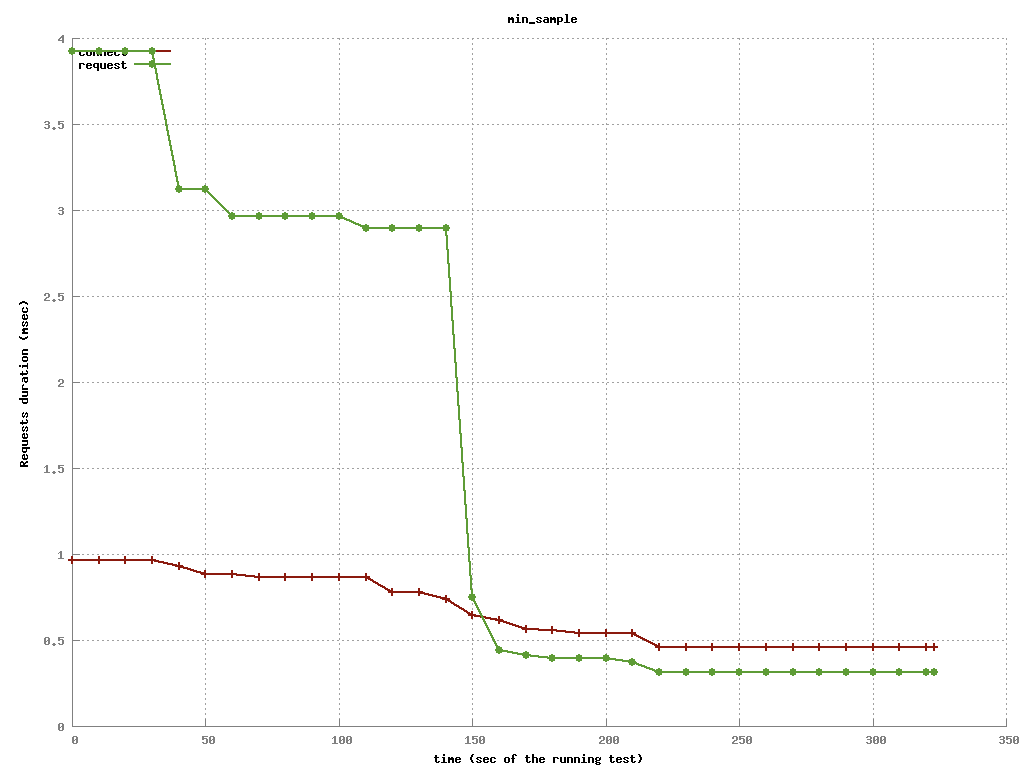 min_sample
4
connect
request
3.5
3
2.5
2
1.5
1
0.5
0
Requests duration (msec)
0 50 100 150 200 250 300 350
time (sec of the running test)